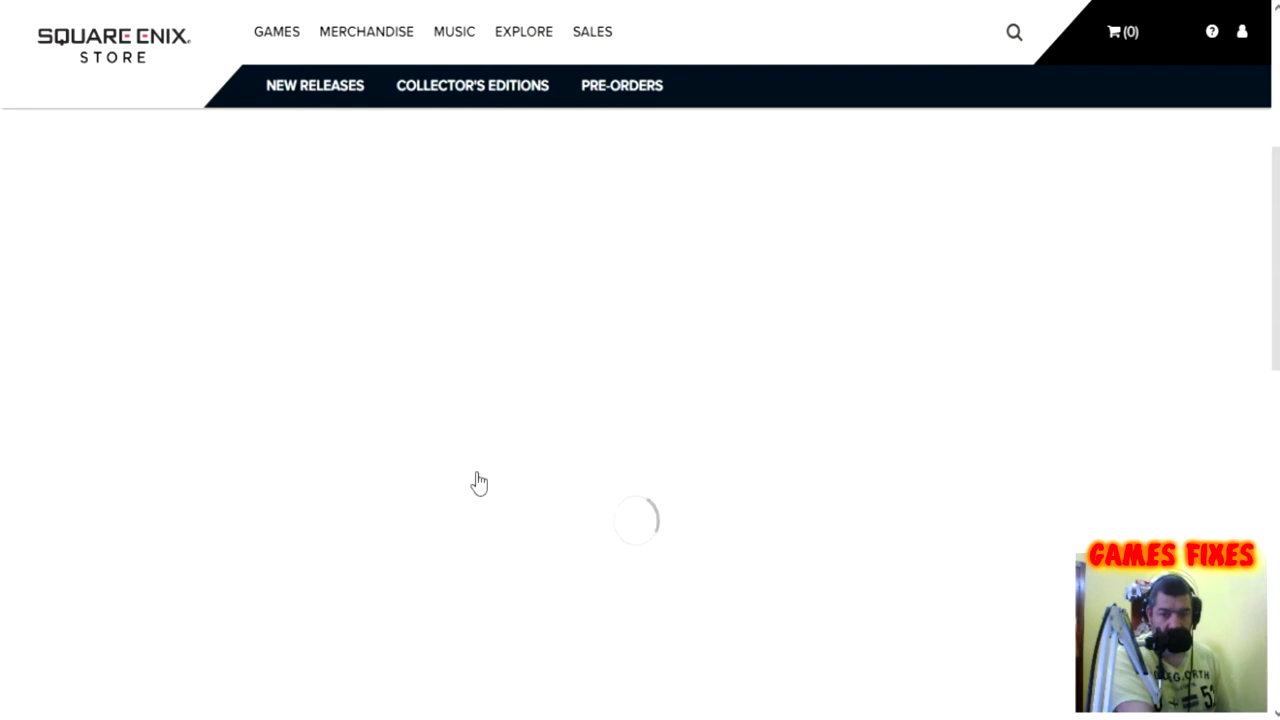 SQUARE ENIX.
STORE
GAMES MERCHANDISE MUSIC EXPLORE SALES
(0)
NEW RELEASES COLLECTOR'S EDITIONS PRE-ORDERS
GAMES FIXES